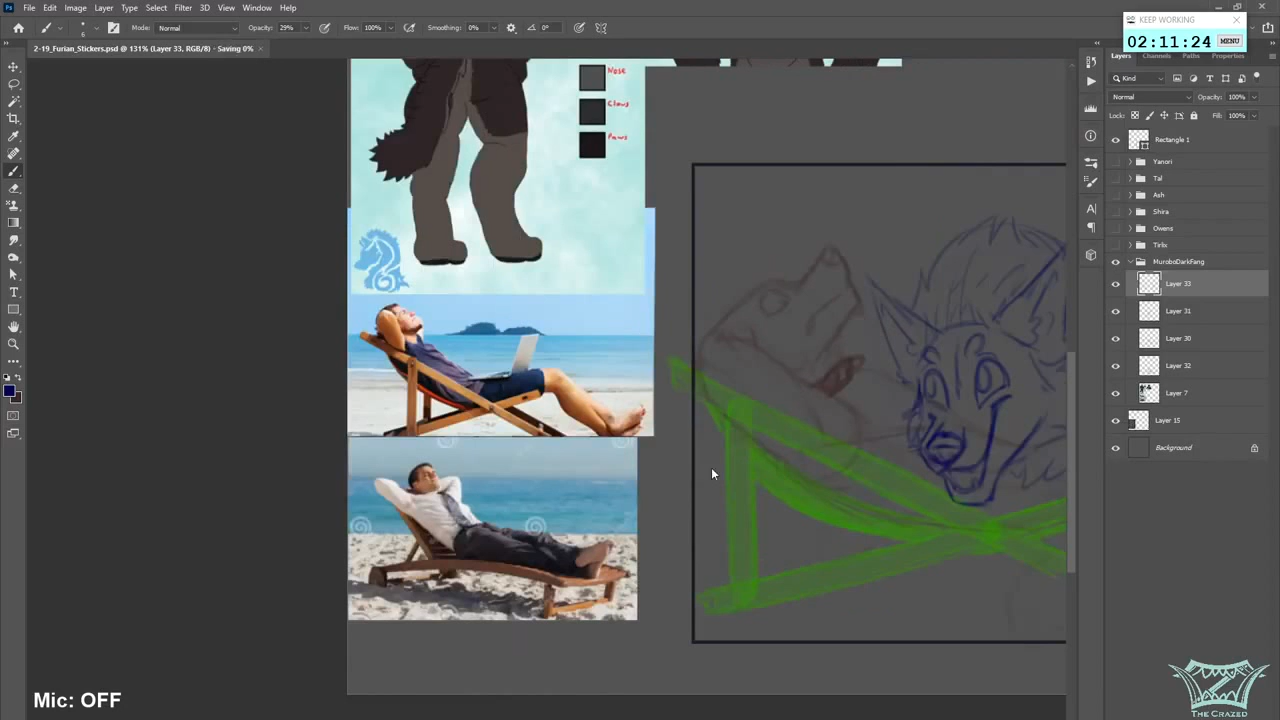 File Edit Image Layer Type Select Filter 3D View Window Help
KEEP WORKING
02:11:24 MENU
Mode: Normal Opacity: 29% Flow: 100% Smoothing: 0% 0°
2-19_Furian_Stickers.psd @ 131% (Layer 33, RGB/8) - Saving 0%
Layers Channels Paths Properties
Kind
Normal Opacity: 100%
Lock: Fill: 100%
Nose
Claws
Paws
Rectangle 1
Yanori
Tal
Ash
Shira
Owens
Tirlix
MuroboDarkFang
Layer 33
Layer 31
Layer 30
Layer 32
Layer 7
Layer 15
Background
Mic: OFF
THE CRAZED